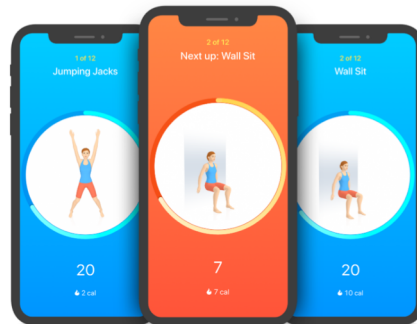 1 of 12
Jumping Jacks
20
2 cal
2 of 12
Next up: Wall Sit
7
7 cal
2 of 12
Wall Sit
20
10 cal